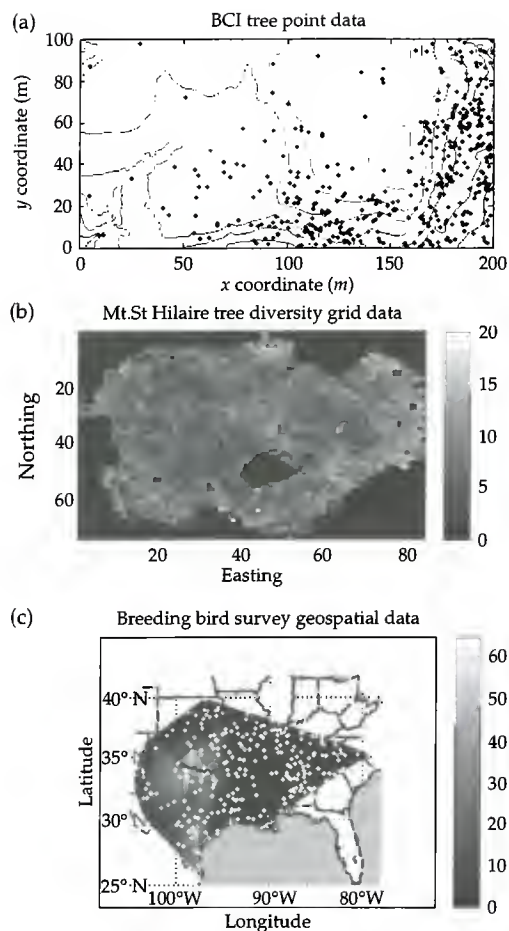 (a)
BCI tree point data
100
80
60
40
20
0
y coordinate (m)
0
50
100
150
200
x coordinate (m)
(b)
Mt.St Hilaire tree diversity grid data
20
40
60
Northing
20
40
60
80
Easting
20
15
10
5
0
(c)
Breeding bird survey geospatial data
40° N
35°
30°
25° N
Latitude
100°W
90°W
80°W
Longitude
60
50
40
30
20
10
0